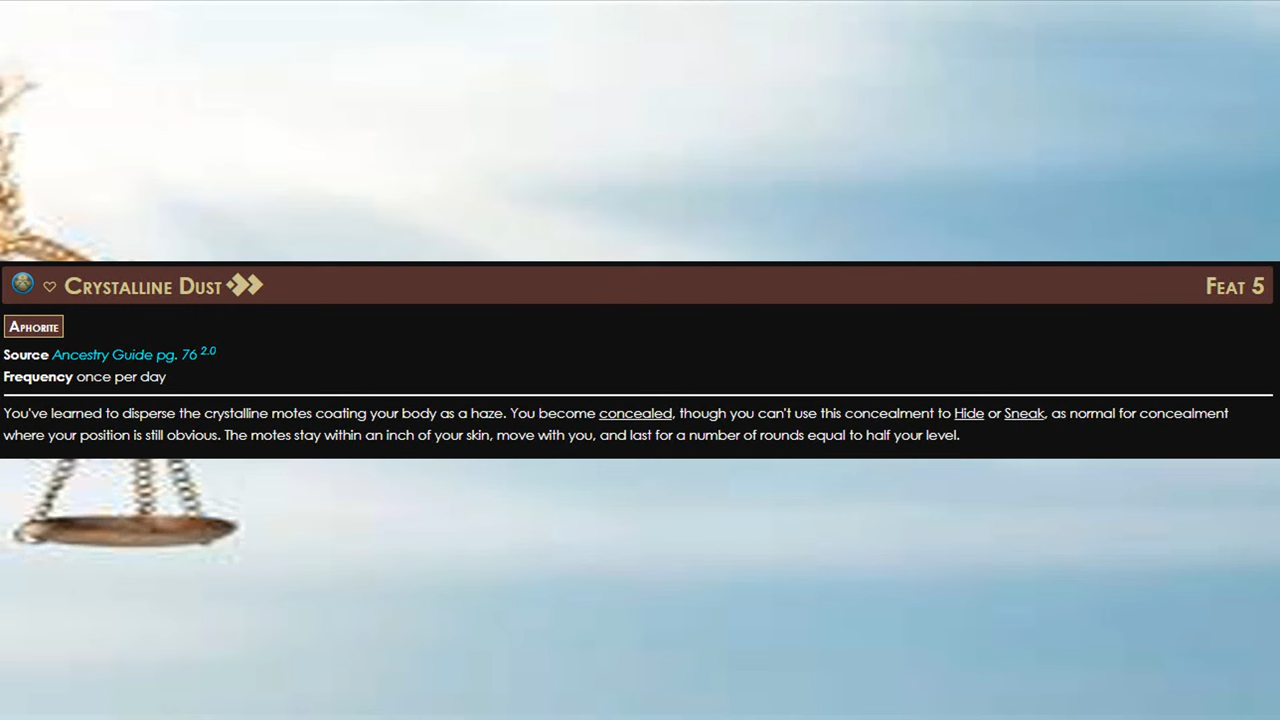 Crystalline Dust
Feat 5
Aphorite
Source Ancestry Guide pg. 76 2.0
Frequency once per day
You've learned to disperse the crystalline motes coating your body as a haze. You become concealed, though you can't use this concealment to Hide or Sneak, as normal for concealment
where your position is still obvious. The motes stay within an inch of your skin, move with you, and last for a number of rounds equal to half your level.